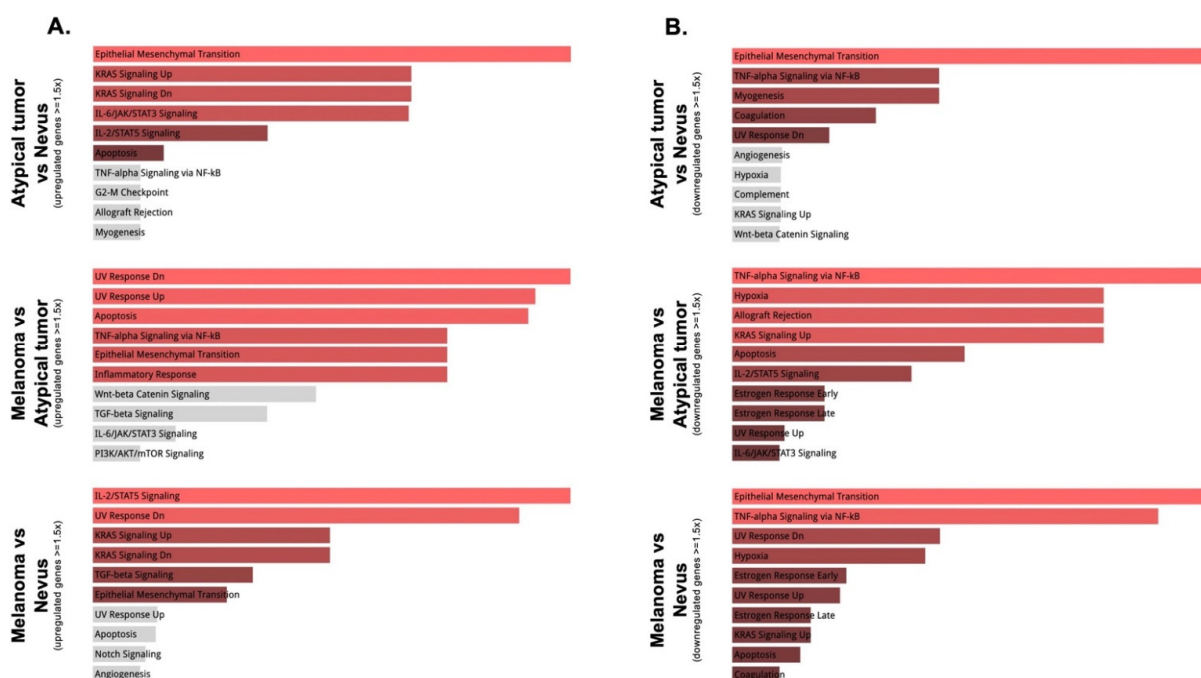 A.
Atypical tumor
vs Nevus
(upregulated genes >=1.5x)
Epithelial Mesenchymal Transition
KRAS Signaling Up
KRAS Signaling Dn
IL-6/JAK/STAT3 Signaling
IL-2/STAT5 Signaling
Apoptosis
TNF-alpha Signaling via NF-kB
G2-M Checkpoint
Allograft Rejection
Myogenesis
Melanoma vs
Atypical tumor
(upregulated genes >=1.5x)
UV Response Dn
UV Response Up
Apoptosis
TNF-alpha Signaling via NF-kB
Epithelial Mesenchymal Transition
Inflammatory Response
Wnt-beta Catenin Signaling
TGF-beta Signaling
IL-6/JAK/STAT3 Signaling
PI3K/AKT/mTOR Signaling
Melanoma vs
Nevus
(upregulated genes >=1.5x)
IL-2/STAT5 Signaling
UV Response Dn
KRAS Signaling Up
KRAS Signaling Dn
TGF-beta Signaling
Epithelial Mesenchymal Transition
UV Response Up
Apoptosis
Notch Signaling
Angiogenesis
B.
Atypical tumor
vs Nevus
(downregulated genes >=1.5x)
Epithelial Mesenchymal Transition
TNF-alpha Signaling via NF-kB
Myogenesis
Coagulation
UV Response Dn
Angiogenesis
Hypoxia
Complement
KRAS Signaling Up
Wnt-beta Catenin Signaling
Melanoma vs
Atypical tumor
(downregulated genes >=1.5x)
TNF-alpha Signaling via NF-kB
Hypoxia
Allograft Rejection
KRAS Signaling Up
Apoptosis
IL-2/STAT5 Signaling
Estrogen Response Early
Estrogen Response Late
UV Response Up
IL-6/JAK/STAT3 Signaling
Melanoma vs
Nevus
(downregulated genes >=1.5x)
Epithelial Mesenchymal Transition
TNF-alpha Signaling via NF-kB
UV Response Dn
Hypoxia
Estrogen Response Early
UV Response Up
Estrogen Response Late
KRAS Signaling Up
Apoptosis
Coagulation